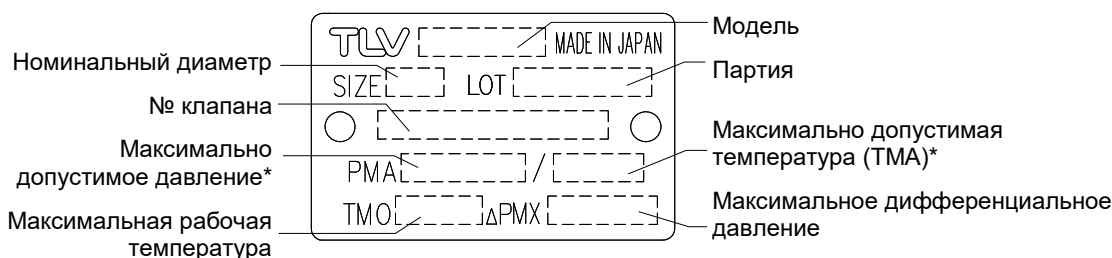 TLV MADE IN JAPAN
Модель
Номинальный диаметр
SIZE LOT
Партия
№ клапана
Максимально
допустимое давление*
PMA /
Максимально допустимая
температура (TMA)*
Максимальная рабочая
температура
TMO ΔPMX
Максимальное дифференциальное
давление